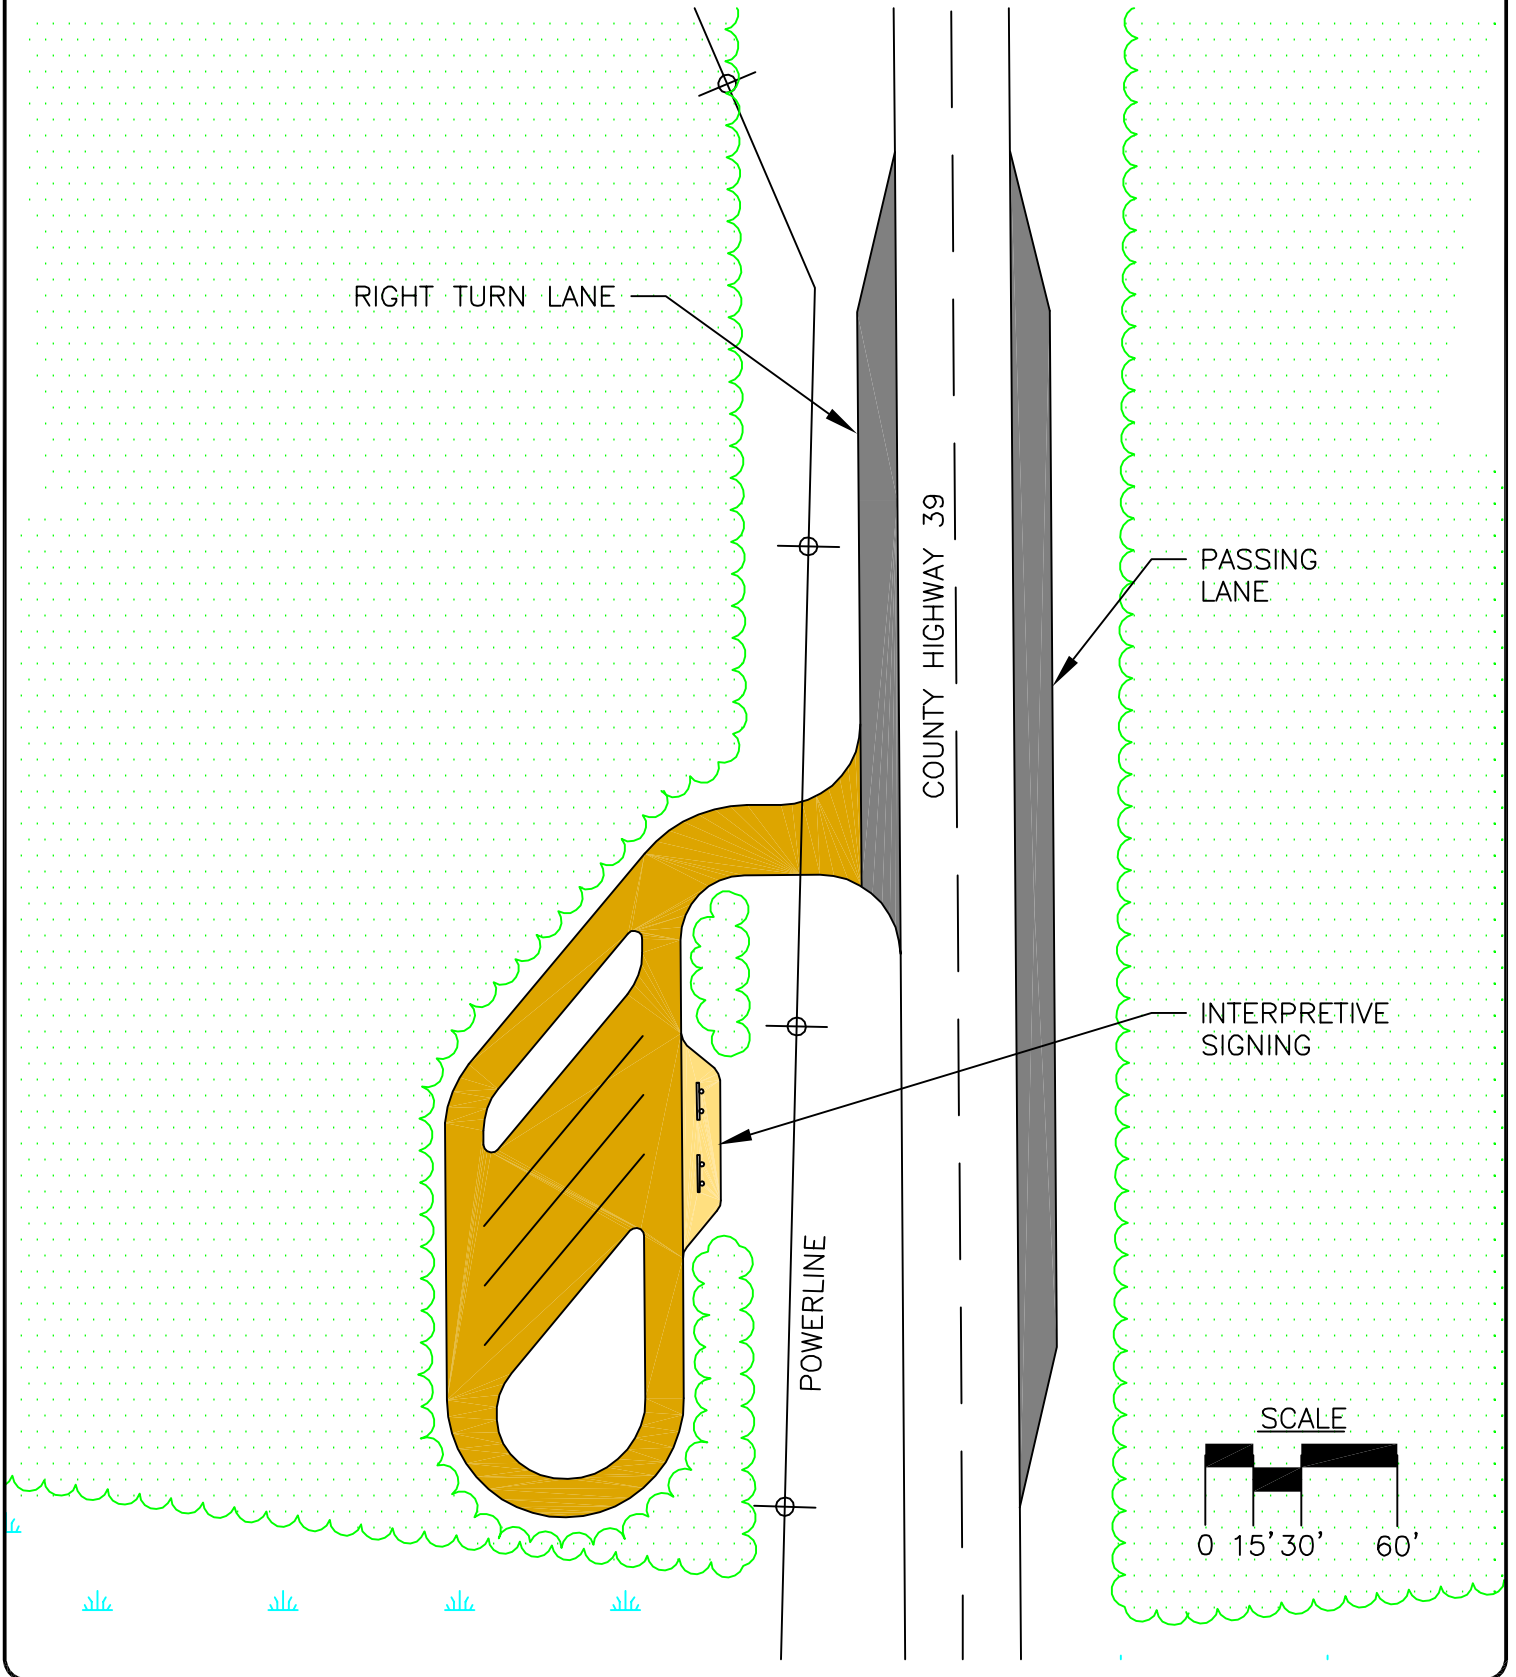 RIGHT TURN LANE
COUNTY HIGHWAY 39
PASSING
LANE
INTERPRETIVE
SIGNING
POWERLINE
SCALE
0 15' 30' 60'